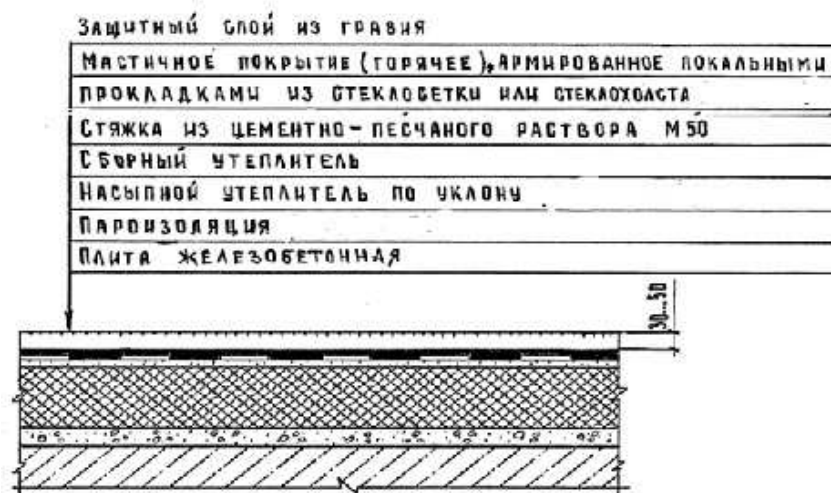 Защитный слой из гравия
Мастичное покрытие (горячее), армированное локальными
прокладками из стеклосетки или стеклохолста
Стяжка из цементно-песчаного раствора М50
Сборный утеплитель
Насыпной утеплитель по уклону
Пароизоляция
Плита железобетонная
30...50